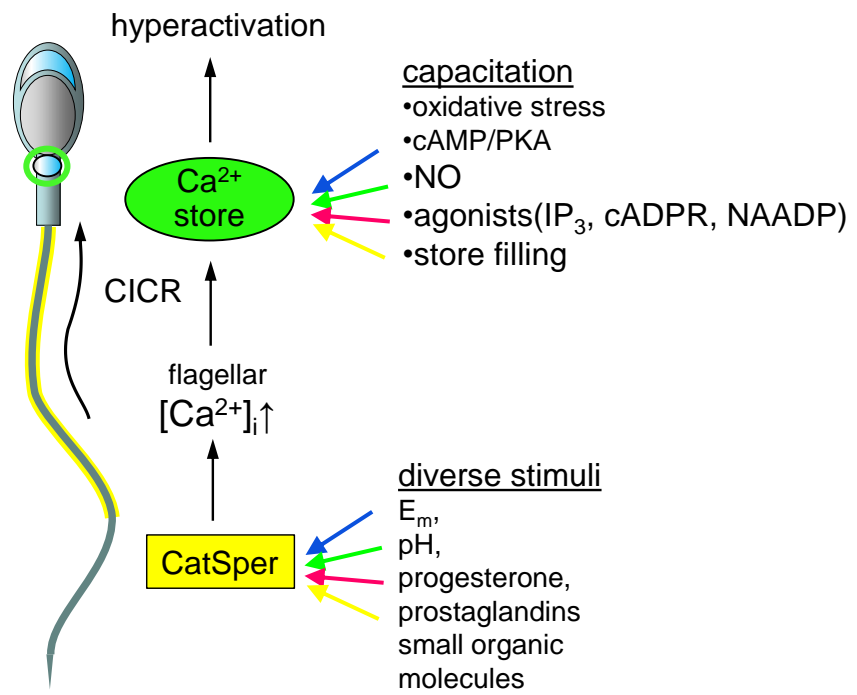 hyperactivation
capacitation
•oxidative stress
•cAMP/PKA
•NO
•agonists(IP₃, cADPR, NAADP)
•store filling
Ca²⁺
store
CICR
flagellar
[Ca²⁺]ᵢ↑
diverse stimuli
Eₘ,
pH,
progesterone,
prostaglandins
small organic
molecules
CatSper